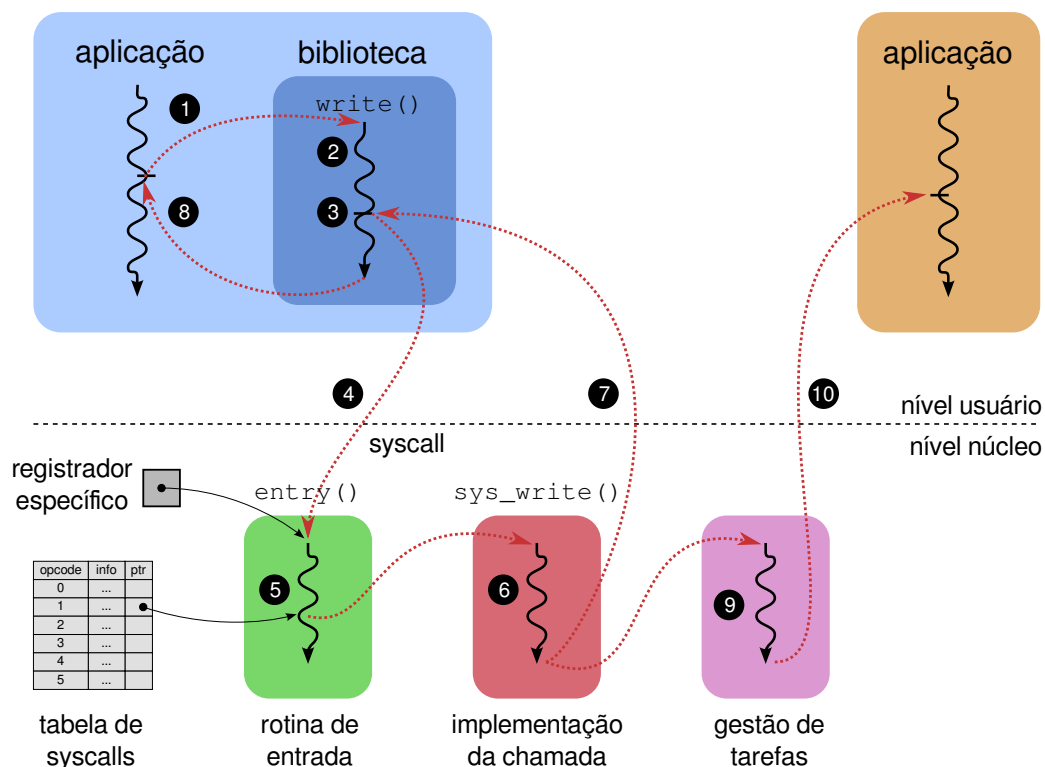 aplicação
biblioteca
aplicação
write()
1
2
8
3
4
7
10
nível usuário
syscall
nível núcleo
registrador
específico
entry()
sys_write()
opcode info ptr
0 ...
1 ...
2 ...
3 ...
4 ...
5 ...
5
6
9
tabela de
syscalls
rotina de
entrada
implementação
da chamada
gestão de
tarefas